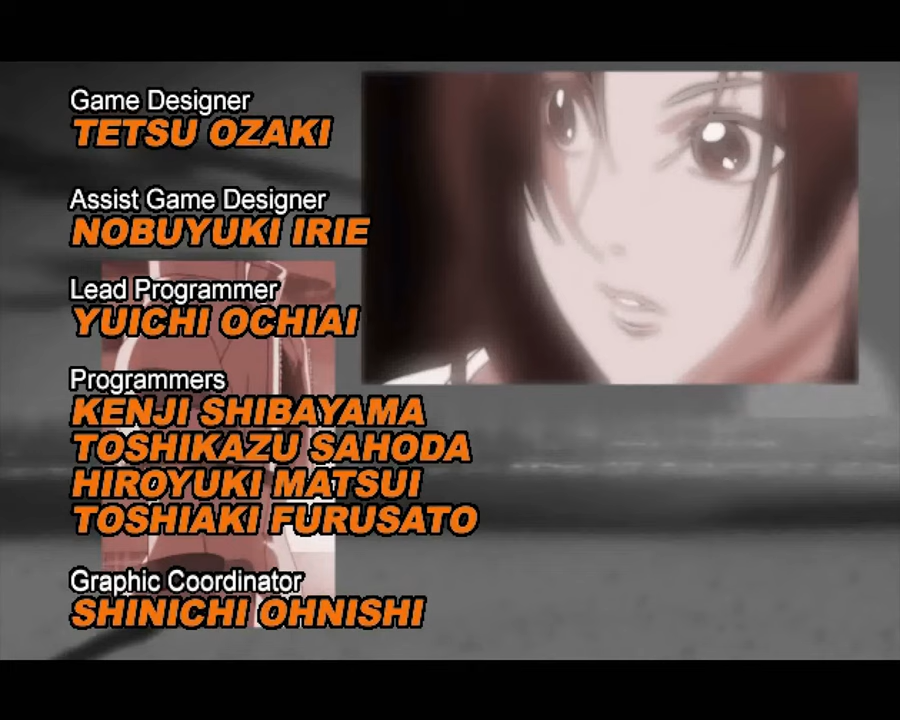 Game Designer
TETSU OZAKI
Assist Game Designer
NOBUYUKI IRIE
Lead Programmer
YUICHI OCHIAI
Programmers
KENJI SHIBAYAMA
TOSHIKAZU SAHODA
HIROYUKI MATSUI
TOSHIAKI FURUSATO
Graphic Coordinator
SHINICHI OHNISHI